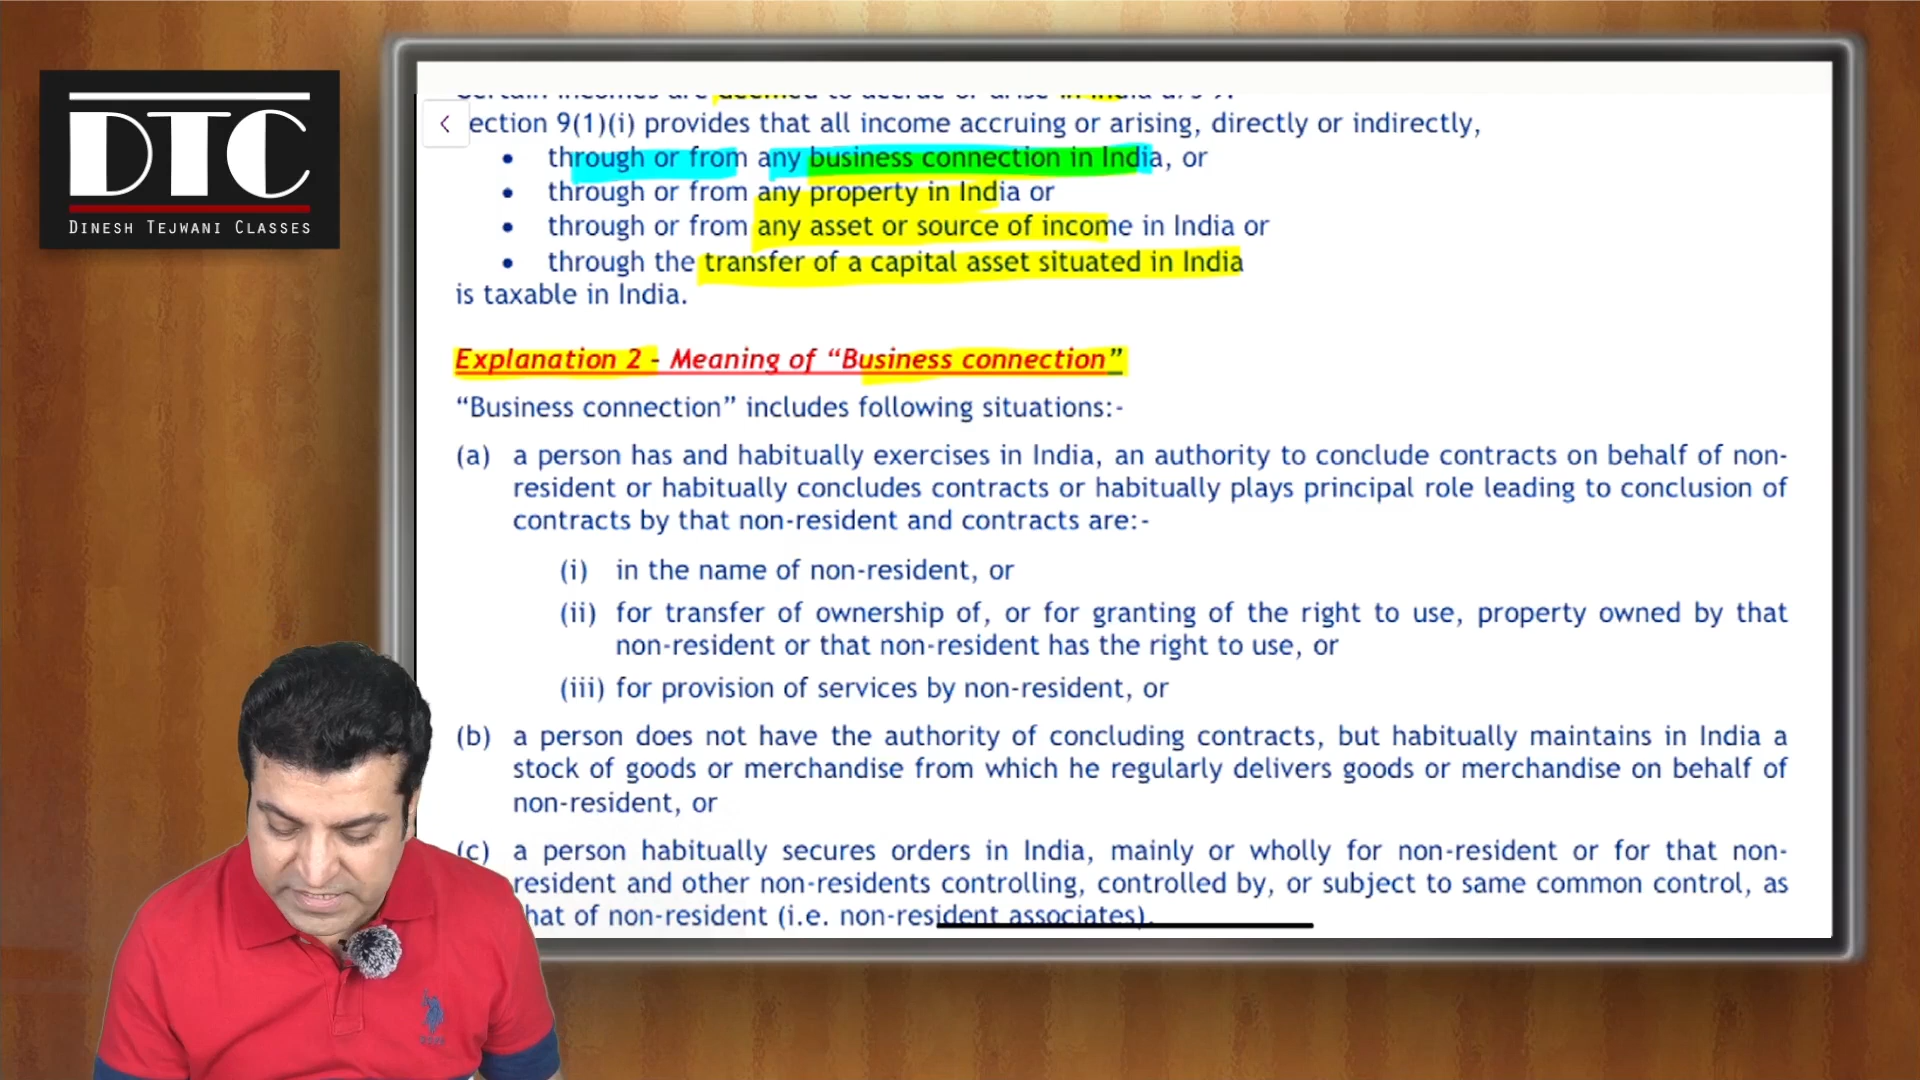 DTC
DINESH TEJWANI CLASSES
Certain incomes are deemed to accrue or arise in India u/s 9.
ection 9(1)(i) provides that all income accruing or arising, directly or indirectly,
• through or from any business connection in India, or
• through or from any property in India or
• through or from any asset or source of income in India or
• through the transfer of a capital asset situated in India
is taxable in India.
Explanation 2 - Meaning of “Business connection”
“Business connection” includes following situations:-
(a) a person has and habitually exercises in India, an authority to conclude contracts on behalf of non-
resident or habitually concludes contracts or habitually plays principal role leading to conclusion of
contracts by that non-resident and contracts are:-
(i) in the name of non-resident, or
(ii) for transfer of ownership of, or for granting of the right to use, property owned by that
non-resident or that non-resident has the right to use, or
(iii) for provision of services by non-resident, or
(b) a person does not have the authority of concluding contracts, but habitually maintains in India a
stock of goods or merchandise from which he regularly delivers goods or merchandise on behalf of
non-resident, or
(c) a person habitually secures orders in India, mainly or wholly for non-resident or for that non-
resident and other non-residents controlling, controlled by, or subject to same common control, as
hat of non-resident (i.e. non-resident associates).